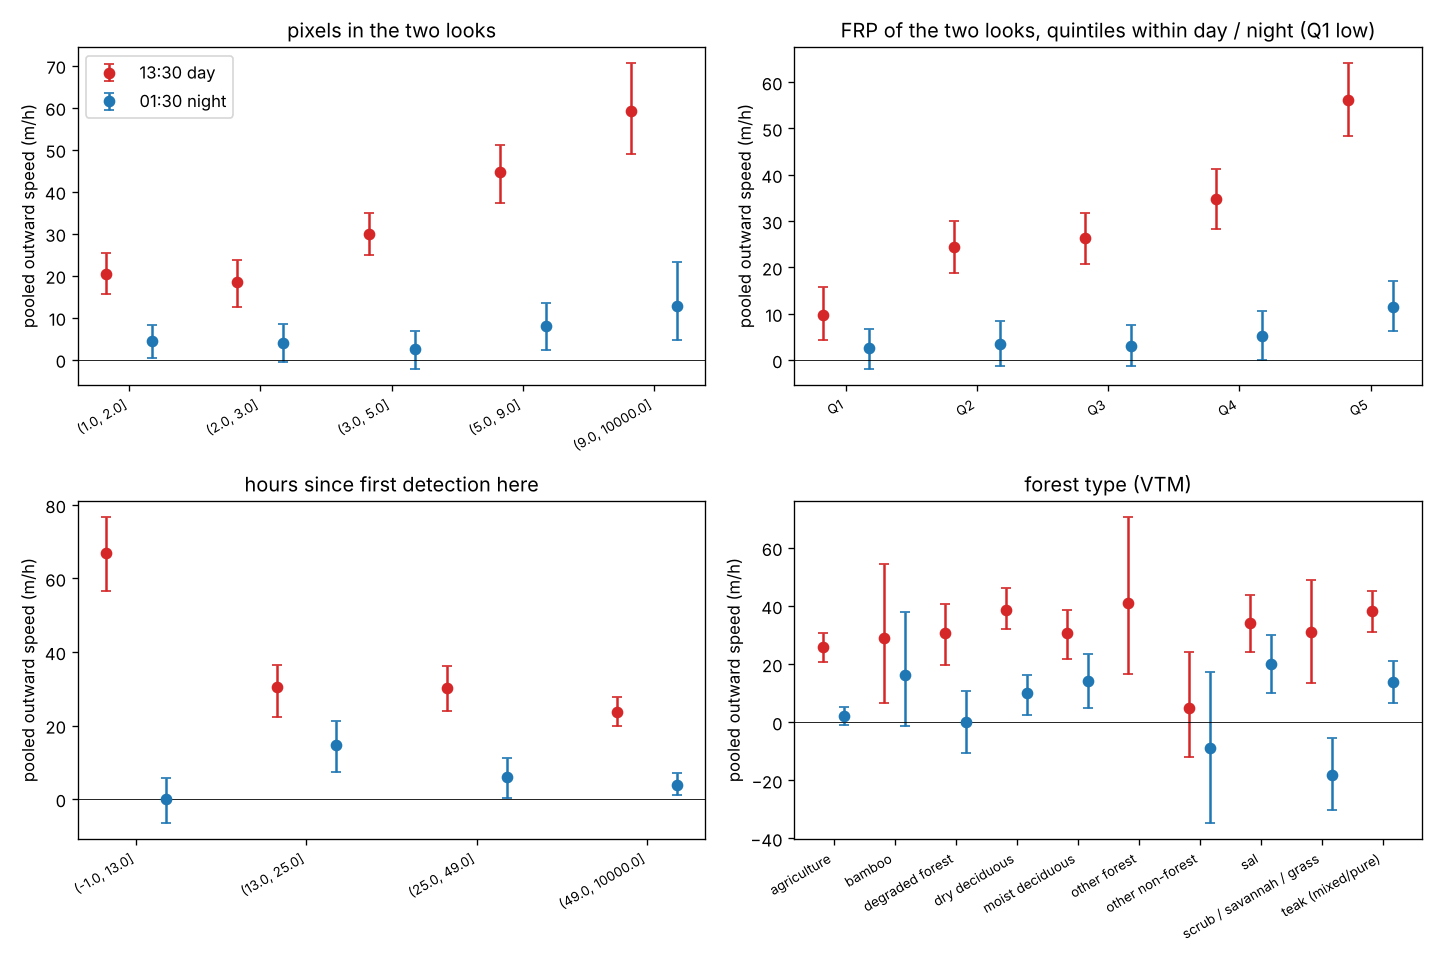 pixels in the two looks
pooled outward speed (m/h)
70
60
50
40
30
20
10
0
13:30 day
01:30 night
(1.0, 2.0]
(2.0, 3.0]
(3.0, 5.0]
(5.0, 9.0]
(9.0, 10000.0]
FRP of the two looks, quintiles within day / night (Q1 low)
pooled outward speed (m/h)
60
50
40
30
20
10
0
Q1
Q2
Q3
Q4
Q5
hours since first detection here
pooled outward speed (m/h)
80
60
40
20
0
(-1.0, 13.0]
(13.0, 25.0]
(25.0, 49.0]
(49.0, 10000.0]
forest type (VTM)
pooled outward speed (m/h)
60
40
20
0
−20
−40
agriculture
bamboo
degraded forest
dry deciduous
moist deciduous
other forest
other non-forest
sal
scrub / savannah / grass
teak (mixed/pure)